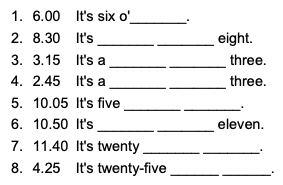 1. 6.00 It's six o'_______.
2. 8.30 It's _______ _______ eight.
3. 3.15 It's a _______ _______ three.
4. 2.45 It's a _______ _______ three.
5. 10.05 It's five _______ _______.
6. 10.50 It's _______ _______ eleven.
7. 11.40 It's twenty _______ _______.
8. 4.25 It's twenty-five ______ ______.